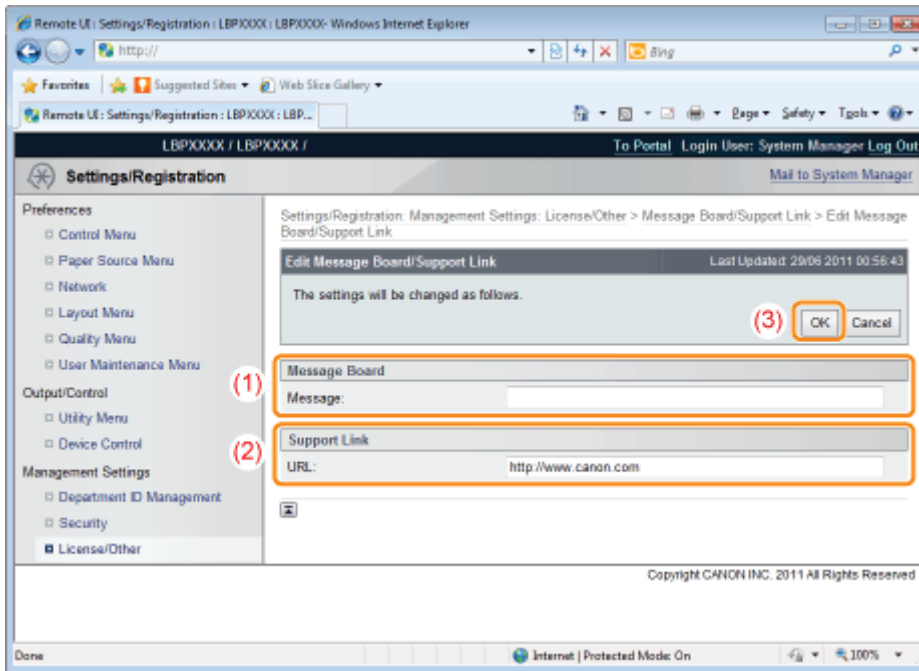 Remote UI : Settings/Registration : LBPXXXX : LBPXXXX- Windows Internet Explorer
http://
Bing
Favorites Suggested Sites Web Slice Gallery
Remote UI : Settings/Registration : LBPXXXX : LBP...
Page Safety Tools
LBPXXXX / LBPXXXX /
To Portal Login User: System Manager Log Out
Settings/Registration
Mail to System Manager
Preferences
Control Menu
Paper Source Menu
Network
Layout Menu
Quality Menu
User Maintenance Menu
Output/Control
Utility Menu
Device Control
Management Settings
Department ID Management
Security
License/Other
Settings/Registration: Management Settings: License/Other > Message Board/Support Link > Edit Message
Board/Support Link
Edit Message Board/Support Link
Last Updated: 29/06 2011 00:56:43
The settings will be changed as follows.
(3)
OK
Cancel
(1)
Message Board
Message:
(2)
Support Link
URL:
http://www.canon.com
Copyright CANON INC. 2011 All Rights Reserved
Done
Internet | Protected Mode: On
100%